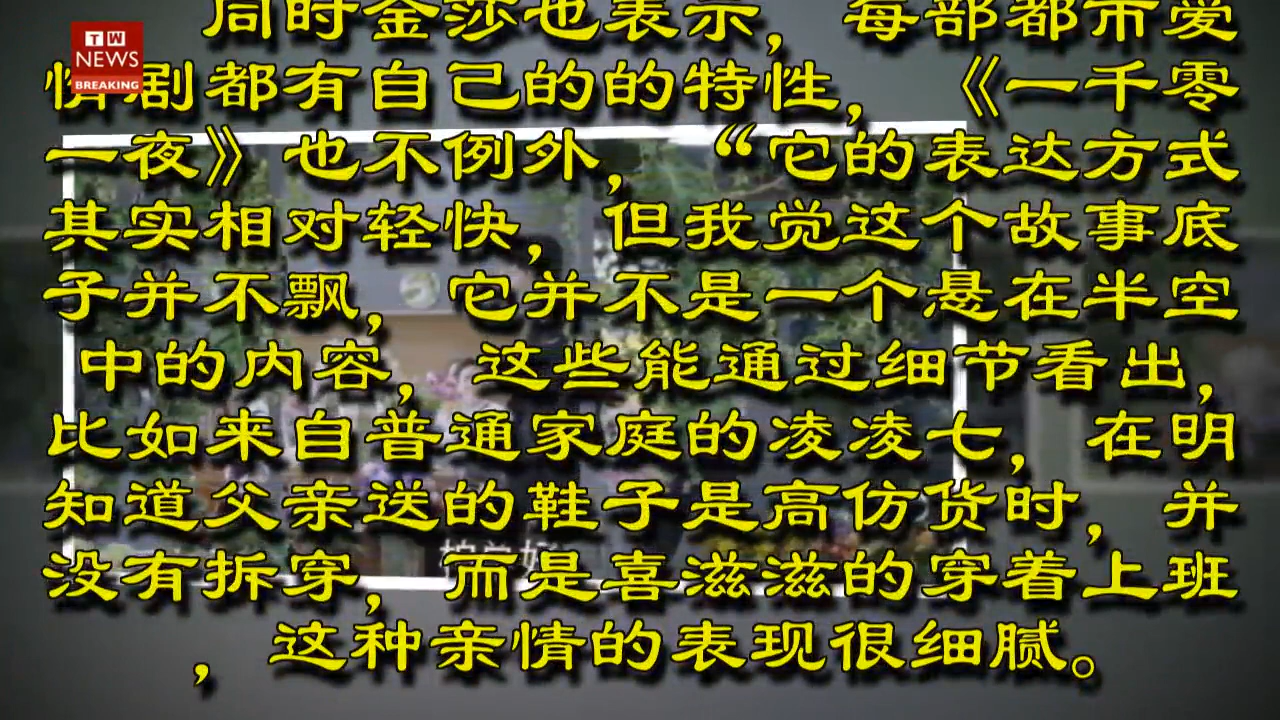 TW
NEWS
BREAKING
同时金莎也表示，每部都市爱
情剧都有自己的的特性，《一千零
一夜》也不例外，“它的表达方式
其实相对轻快，但我觉这个故事底
子并不飘，它并不是一个悬在半空
中的内容，这些能通过细节看出，
比如来自普通家庭的凌凌七，在明
知道父亲送的鞋子是高仿货时，并
没有拆穿，而是喜滋滋的穿着上班
，这种亲情的表现很细腻。